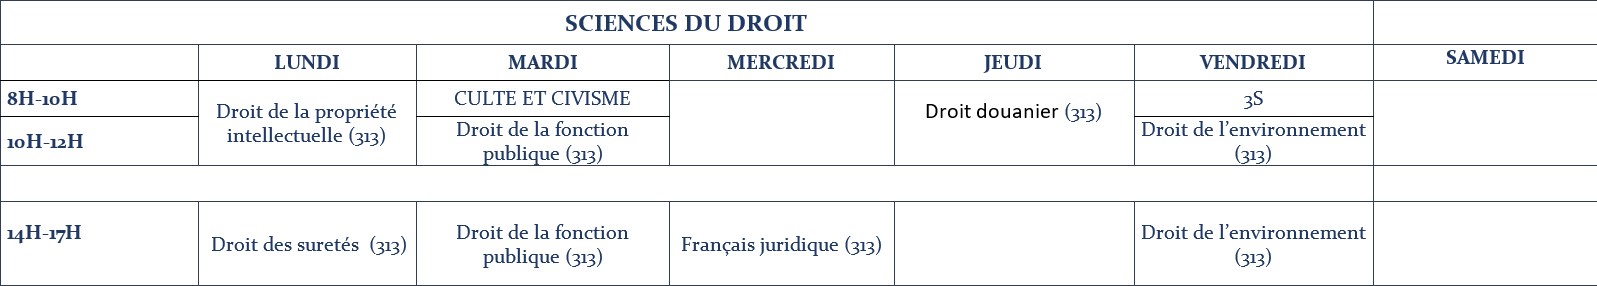 SCIENCES DU DROIT
LUNDI MARDI MERCREDI JEUDI VENDREDI SAMEDI
8H-10H Droit de la propriété intellectuelle (313) CULTE ET CIVISME Droit douanier (313) 3S
10H-12H Droit de la fonction publique (313) Droit de l’environnement (313)
14H-17H Droit des suretés (313) Droit de la fonction publique (313) Français juridique (313) Droit de l’environnement (313)